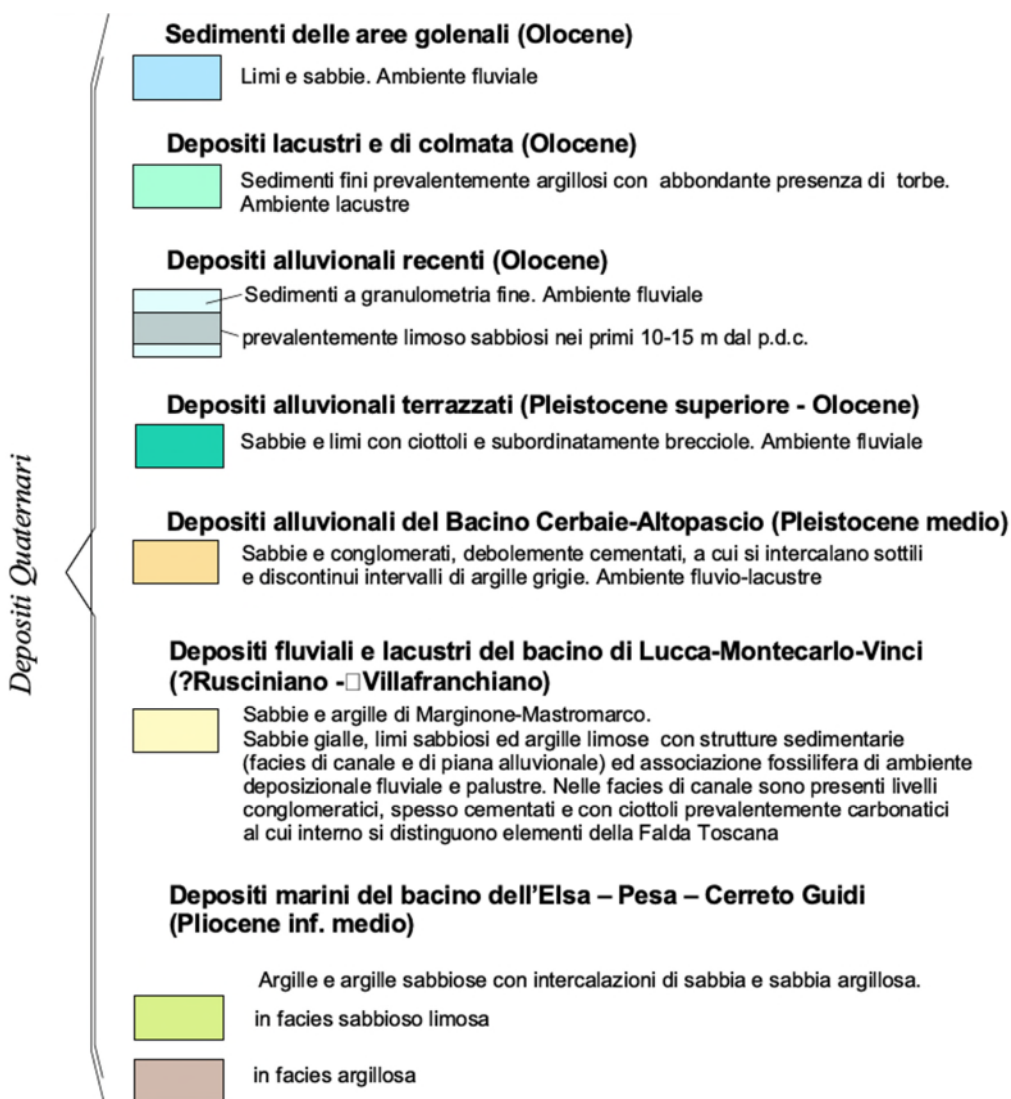 Sedimenti delle aree golenali (Olocene)
Limi e sabbie. Ambiente fluviale
Depositi lacustri e di colmata (Olocene)
Sedimenti fini prevalentemente argillosi con abbondante presenza di torbe.
Ambiente lacustre
Depositi alluvionali recenti (Olocene)
Sedimenti a granulometria fine. Ambiente fluviale
prevalentemente limoso sabbiosi nei primi 10-15 m dal p.d.c.
Depositi alluvionali terrazzati (Pleistocene superiore - Olocene)
Sabbie e limi con ciottoli e subordinatamente brecciole. Ambiente fluviale
Depositi Quaternari
Depositi alluvionali del Bacino Cerbaie-Altopascio (Pleistocene medio)
Sabbie e conglomerati, debolemente cementati, a cui si intercalano sottili
e discontinui intervalli di argille grigie. Ambiente fluvio-lacustre
Depositi fluviali e lacustri del bacino di Lucca-Montecarlo-Vinci
(?Rusciniano -□Villafranchiano)
Sabbie e argille di Marginone-Mastromarco.
Sabbie gialle, limi sabbiosi ed argille limose con strutture sedimentarie
(facies di canale e di piana alluvionale) ed associazione fossilifera di ambiente
deposizionale fluviale e palustre. Nelle facies di canale sono presenti livelli
conglomeratici, spesso cementati e con ciottoli prevalentemente carbonatici
al cui interno si distinguono elementi della Falda Toscana
Depositi marini del bacino dell'Elsa – Pesa – Cerreto Guidi
(Pliocene inf. medio)
Argille e argille sabbiose con intercalazioni di sabbia e sabbia argillosa.
in facies sabbioso limosa
in facies argillosa